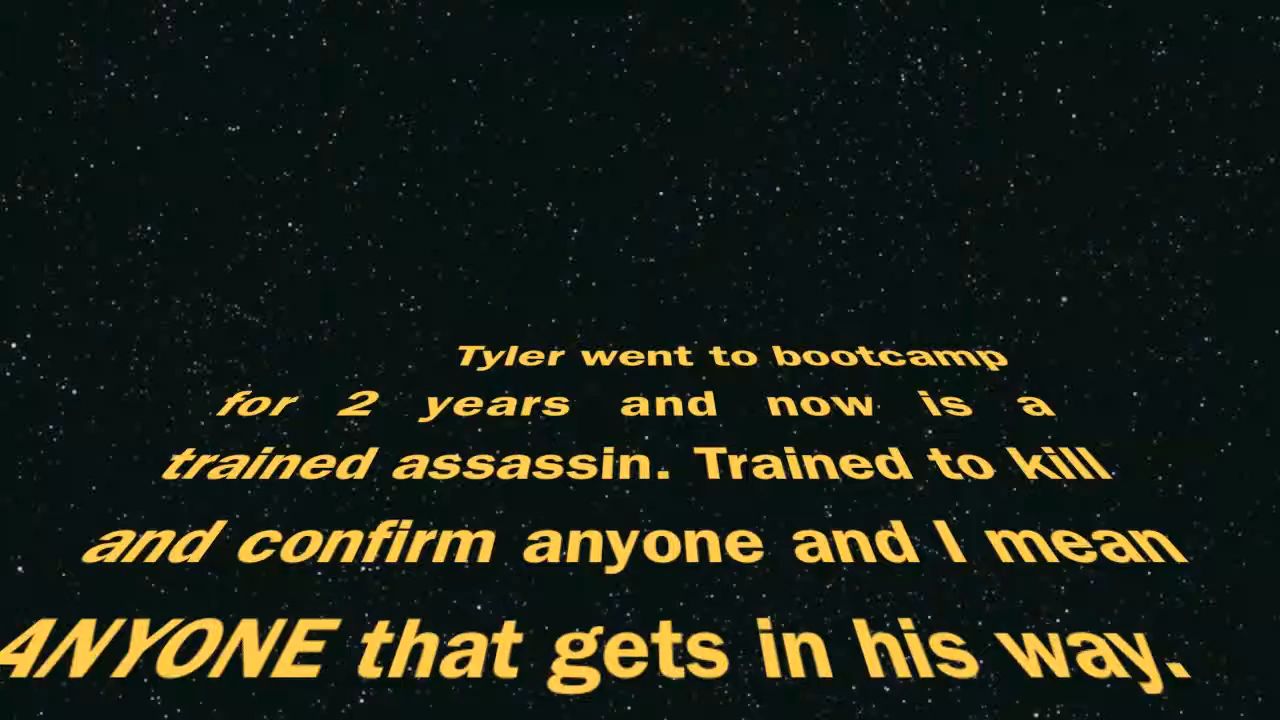 Tyler went to bootcamp
for 2 years and now is a
trained assassin. Trained to kill
and confirm anyone and I mean
ANYONE that gets in his way.